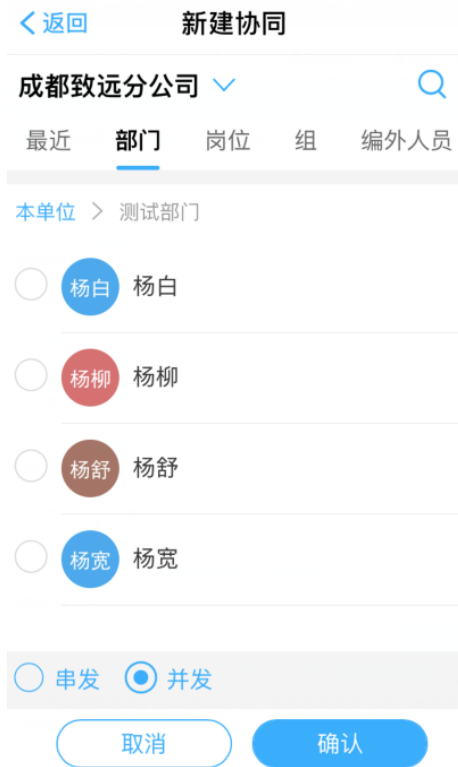 返回 新建协同
成都致远分公司
最近 部门 岗位 组 编外人员
本单位 > 测试部门
杨白 杨白
杨柳 杨柳
杨舒 杨舒
杨宽 杨宽
串发 并发
取消 确认